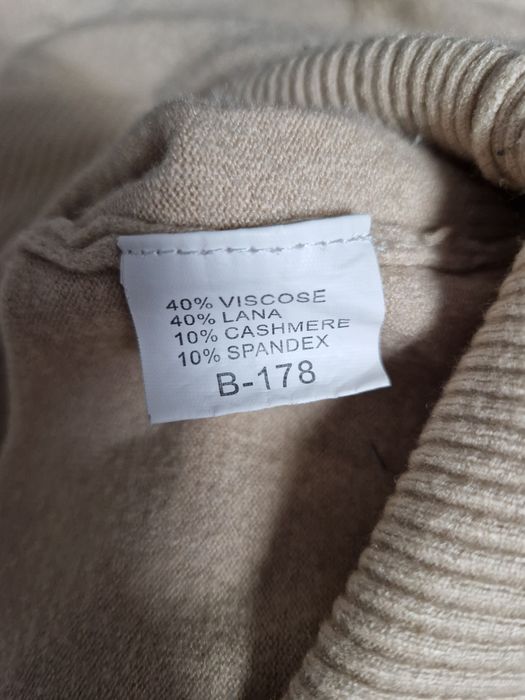 40% VISCOSE
40% LANA
10% CASHMERE
10% SPANDEX
B-178